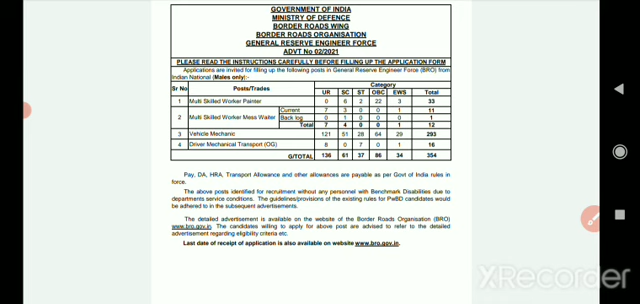 GOVERNMENT OF INDIA
MINISTRY OF DEFENCE
BORDER ROADS WING
BORDER ROADS ORGANISATION
GENERAL RESERVE ENGINEER FORCE
ADVT No 02/2021
PLEASE READ THE INSTRUCTIONS CAREFULLY BEFORE FILLING UP THE APPLICATION FORM
Applications are invited for filling up the following posts in General Reserve Engineer Force (BRO) from
Indian National (Males only):-
Sr No Posts/Trades Category
UR SC ST OBC EWS Total
1 Multi Skilled Worker Painter 0 6 2 22 3 33
2 Multi Skilled Worker Mess Waiter Current 7 3 0 0 1 11
Back log 0 1 0 0 0 1
Total 7 4 0 0 1 12
3 Vehicle Mechanic 121 51 28 64 29 293
4 Driver Mechanical Transport (OG) 8 0 7 0 1 16
G/TOTAL 136 61 37 86 34 354
Pay, DA, HRA, Transport Allowance and other allowances are payable as per Govt of India rules in
force.
The above posts identified for recruitment without any personnel with Benchmark Disabilities due to
departments service conditions. The guidelines/provisions of the existing rules for PwBD candidates would
be adhered to in the subsequent advertisements.
The detailed advertisement is available on the website of the Border Roads Organisation (BRO)
www.bro.gov.in. The candidates willing to apply for above post are advised to refer to the detailed
advertisement regarding eligibility criteria etc.
Last date of receipt of application is also available on website www.bro.gov.in.
XRecorder